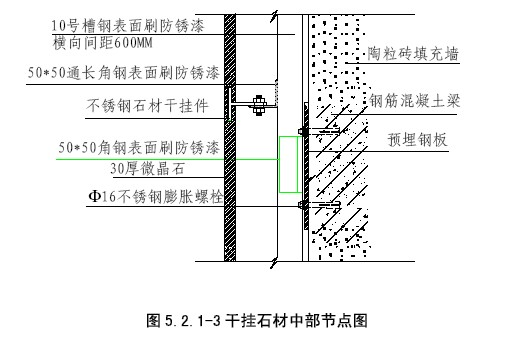 10号槽钢表面刷防锈漆
横向间距600MM
50*50通长角钢表面刷防锈漆
不锈钢石材干挂件
50*50角钢表面刷防锈漆
30厚微晶石
Φ16不锈钢膨胀螺栓
陶粒砖填充墙
钢筋混凝土梁
预埋钢板
图 5.2.1-3 干挂石材中部节点图